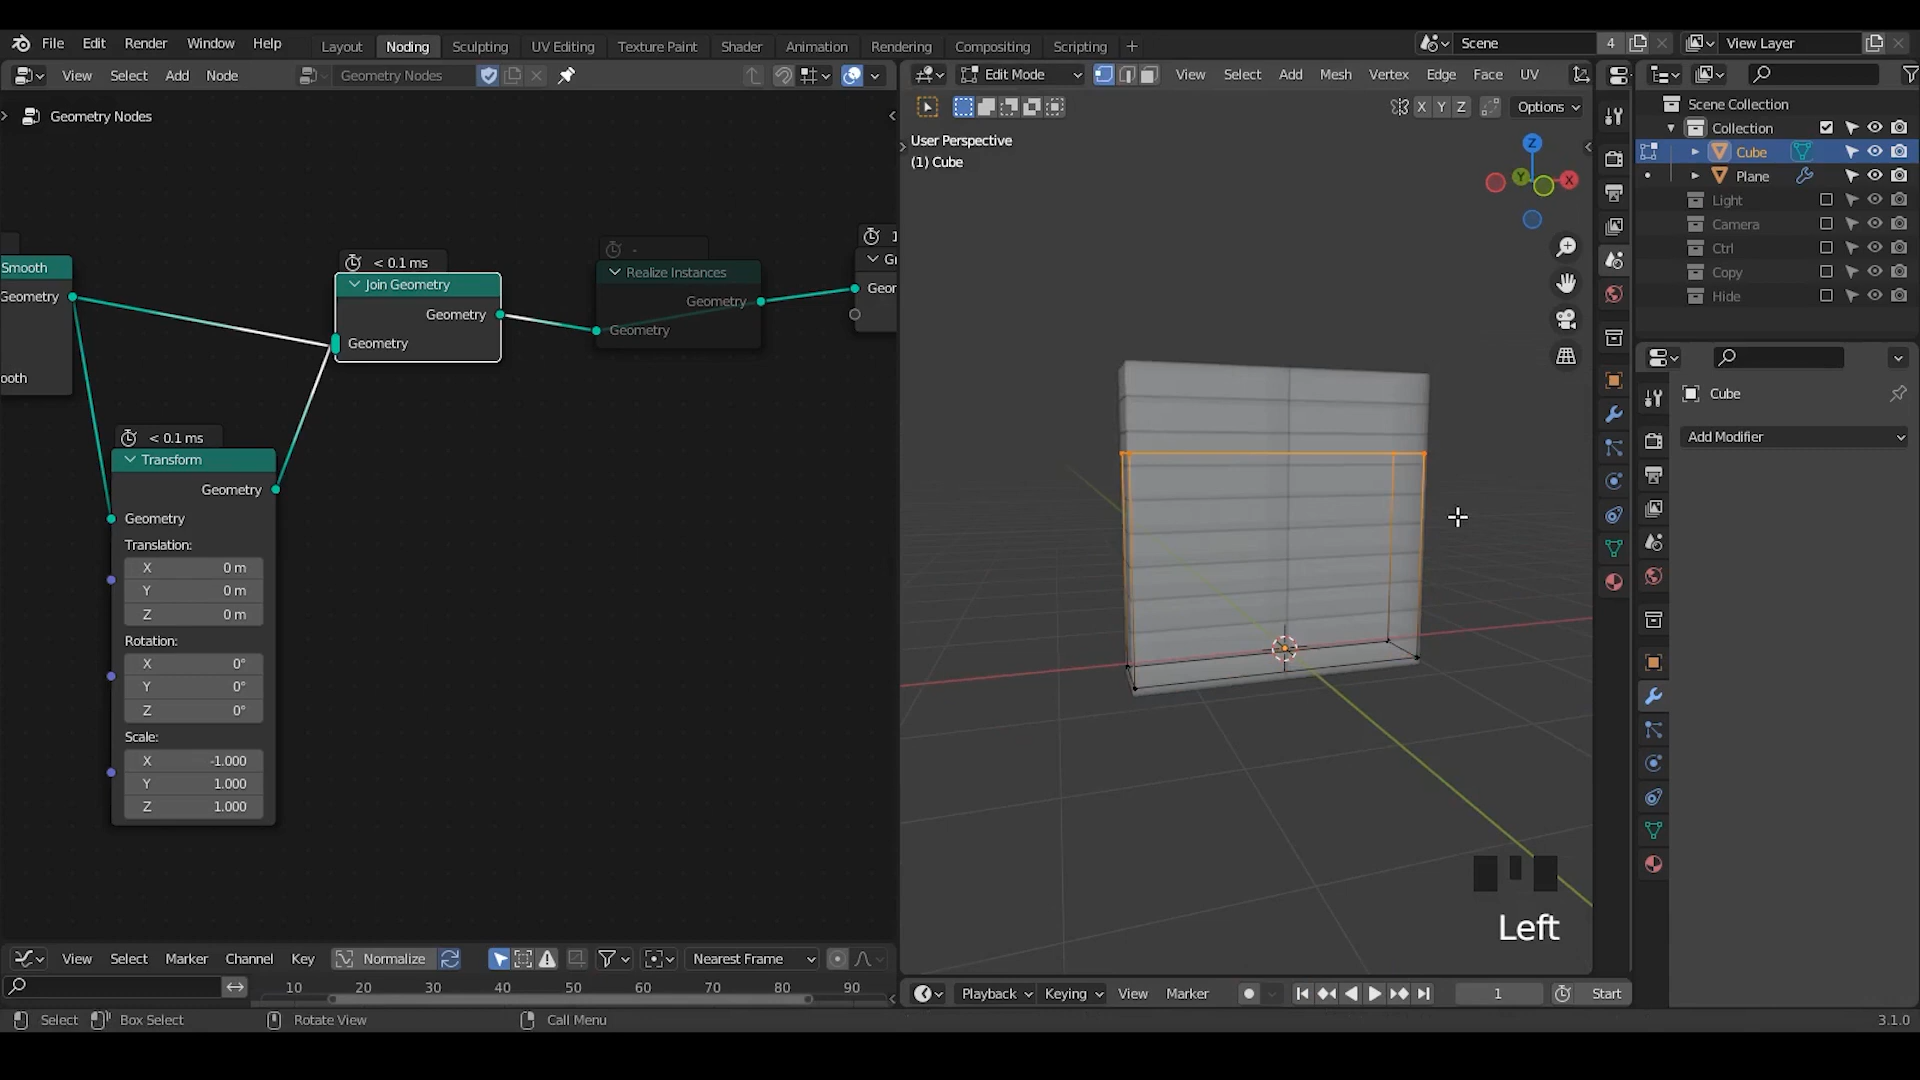 File Edit Render Window Help Layout Noding Sculpting UV Editing Texture Paint Shader Animation Rendering Compositing Scripting + Scene 4 View Layer
View Select Add Node Geometry Nodes Edit Mode View Select Add Mesh Vertex Edge Face UV
X Y Z Options
Geometry Nodes
User Perspective
(1) Cube
Z
Y X
Scene Collection
Collection
Cube
Plane
Light
Camera
Ctrl
Copy
Hide
Smooth
Geometry
ooth
< 0.1 ms
Join Geometry
Geometry
Geometry
-
Realize Instances
Geometry
Geometry
1
Gr
Geor
< 0.1 ms
Transform
Geometry
Geometry
Translation:
X 0 m
Y 0 m
Z 0 m
Rotation:
X 0°
Y 0°
Z 0°
Scale:
X -1.000
Y 1.000
Z 1.000
Cube
Add Modifier
Left
View Select Marker Channel Key Normalize Nearest Frame
10 20 30 40 50 60 70 80 90
Playback Keying View Marker 1 Start
Select Box Select Rotate View Call Menu 3.1.0